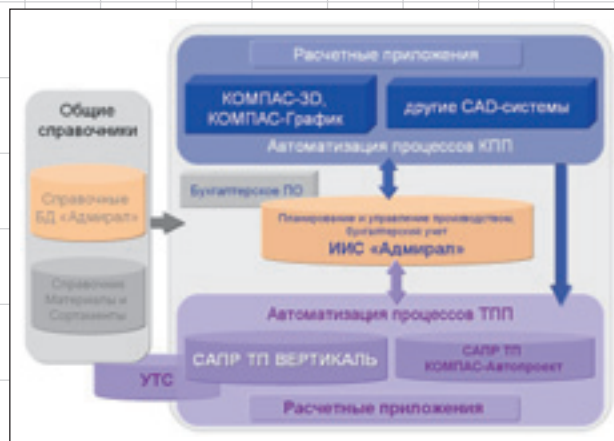 Общие
справочники
Справочные
БД «Адмирал»
Справочник
Материалы и
Сортаменты
УТС
Расчетные приложения
КОМПАС-3D,
КОМПАС-График
другие CAD-системы
Автоматизация процессов КПП
Бухгалтерское ПО
Планирование и управление производством,
бухгалтерский учет
ИИС «Адмирал»
Автоматизация процессов ТПП
САПР ТП ВЕРТИКАЛЬ
САПР ТП
КОМПАС-Автопроект
Расчетные приложения